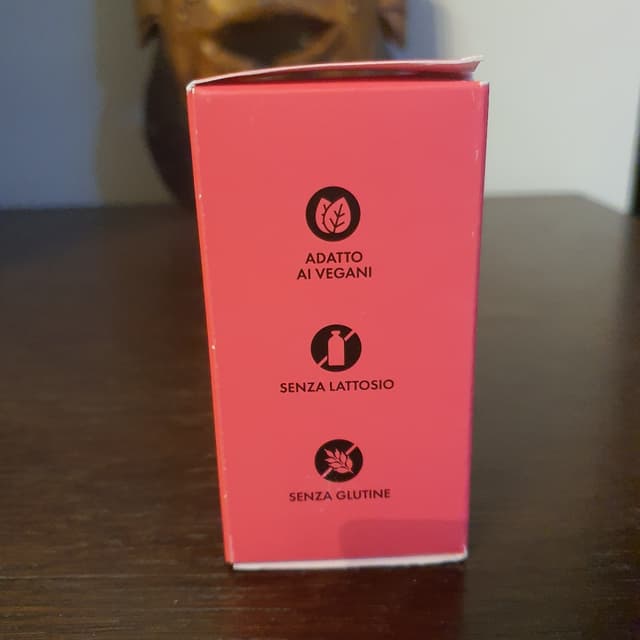 ADATTO
AI VEGANI
SENZA LATTOSIO
SENZA GLUTINE